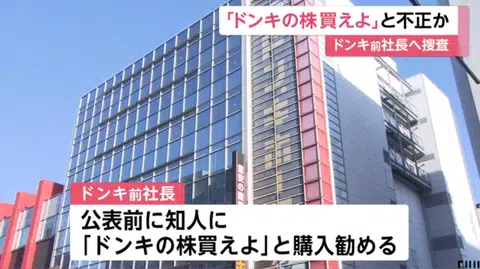 「ドンキの株買えよ」と不正か
ドンキ前社長へ捜査
ドンキ前社長
公表前に知人に
「ドンキの株買えよ」と購入勧める